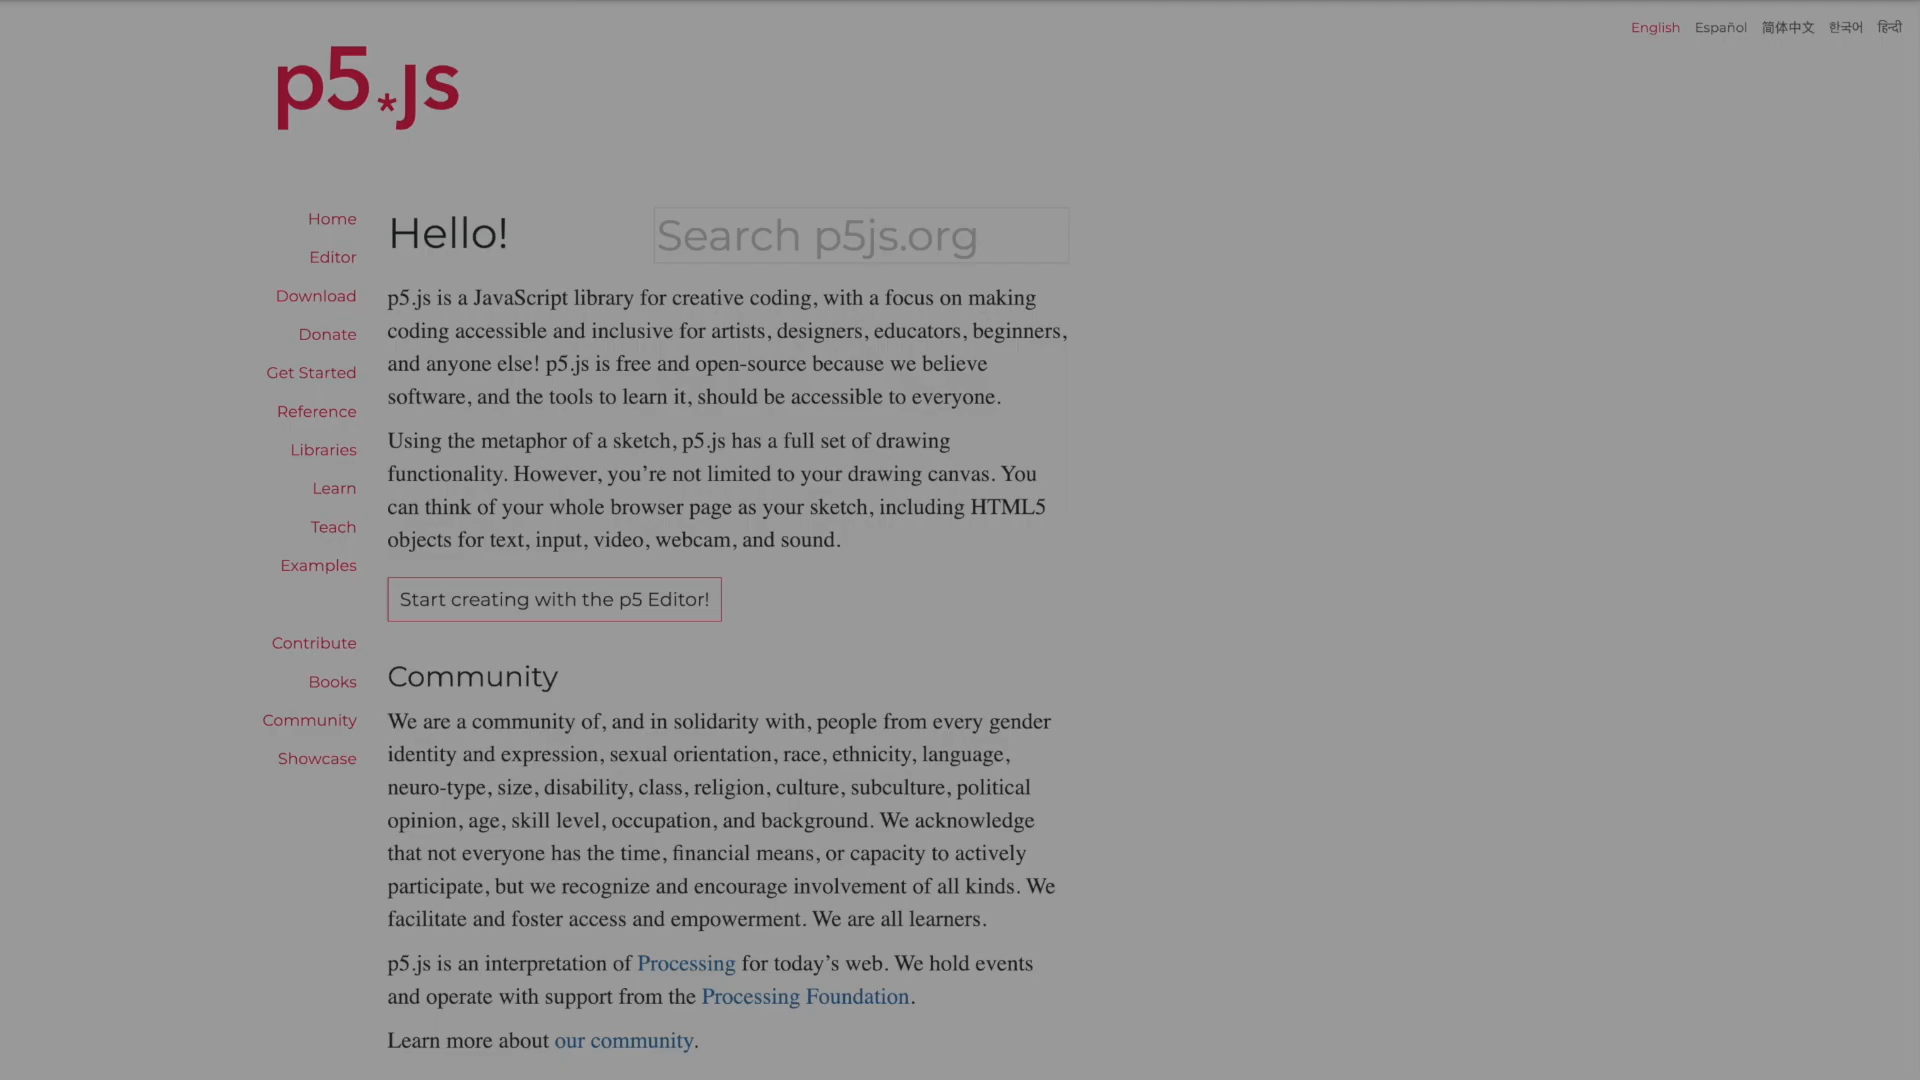 English Español 简体中文 한국어 हिन्दी
p5*js
Home
Editor
Download
Donate
Get Started
Reference
Libraries
Learn
Teach
Examples
Contribute
Books
Community
Showcase
Hello!
Search p5js.org
p5.js is a JavaScript library for creative coding, with a focus on making
coding accessible and inclusive for artists, designers, educators, beginners,
and anyone else! p5.js is free and open-source because we believe
software, and the tools to learn it, should be accessible to everyone.
Using the metaphor of a sketch, p5.js has a full set of drawing
functionality. However, you’re not limited to your drawing canvas. You
can think of your whole browser page as your sketch, including HTML5
objects for text, input, video, webcam, and sound.
Start creating with the p5 Editor!
Community
We are a community of, and in solidarity with, people from every gender
identity and expression, sexual orientation, race, ethnicity, language,
neuro-type, size, disability, class, religion, culture, subculture, political
opinion, age, skill level, occupation, and background. We acknowledge
that not everyone has the time, financial means, or capacity to actively
participate, but we recognize and encourage involvement of all kinds. We
facilitate and foster access and empowerment. We are all learners.
p5.js is an interpretation of Processing for today’s web. We hold events
and operate with support from the Processing Foundation.
Learn more about our community.